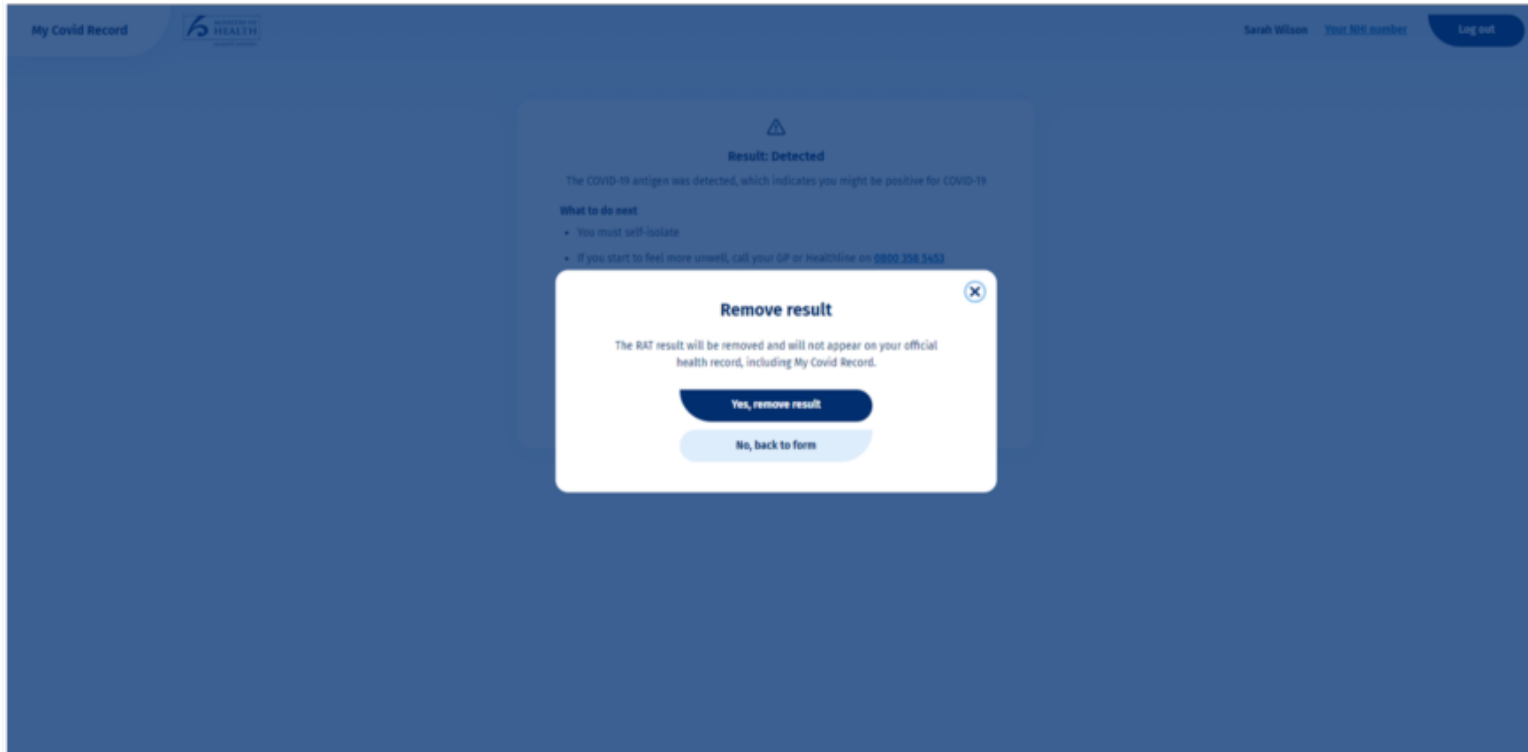 My Covid Record
MINISTRY OF
HEALTH
Sarah Wilson
Your NHI number
Log out
Result: Detected
The COVID-19 antigen was detected, which indicates you might be positive for COVID-19
What to do next
• You must self-isolate
• If you start to feel more unwell, call your GP or Healthline on 0800 358 5453
Remove result
The RAT result will be removed and will not appear on your official
health record, including My Covid Record.
Yes, remove result
No, back to form